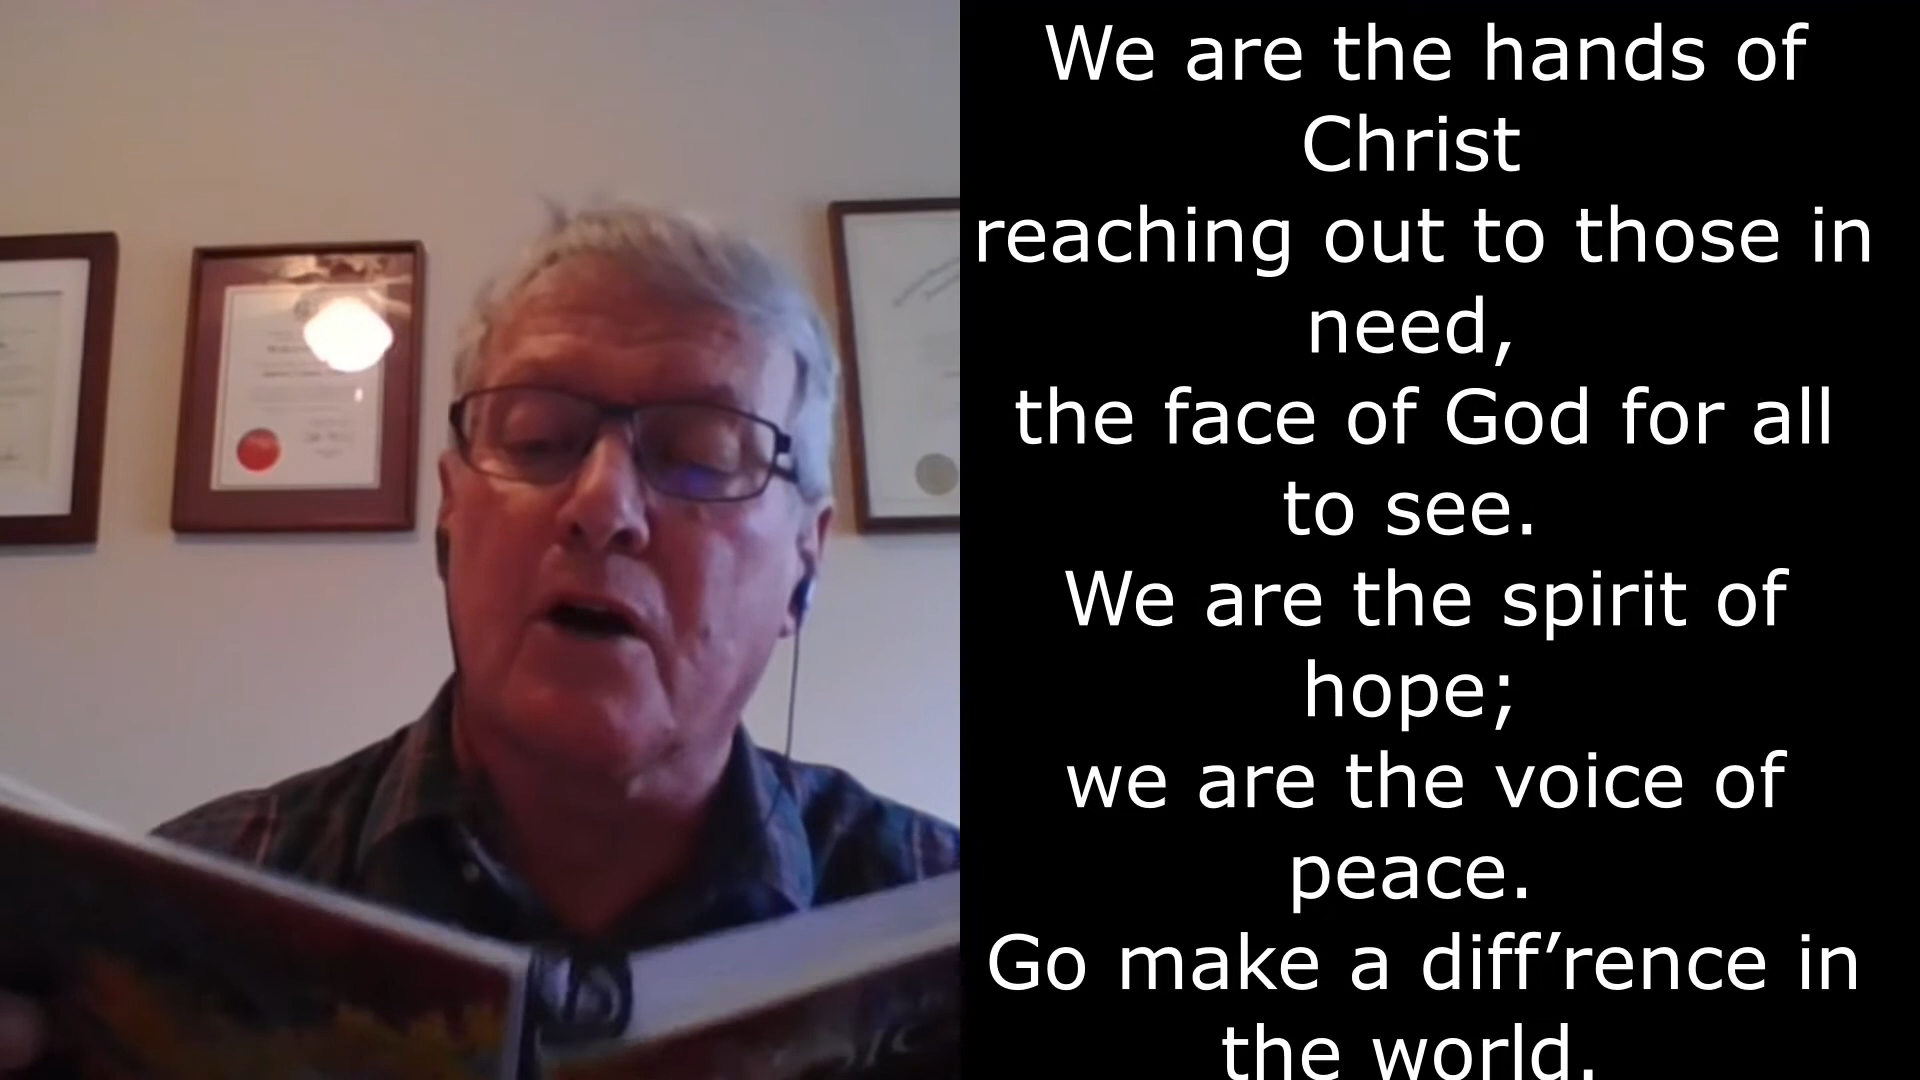 We are the hands of
Christ
reaching out to those in
need,
the face of God for all
to see.
We are the spirit of
hope;
we are the voice of
peace.
Go make a diff’rence in
the world.